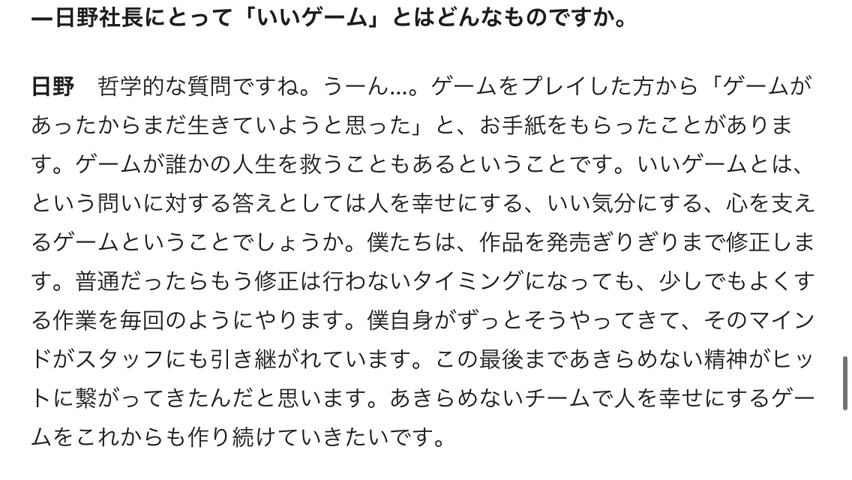 —日野社長にとって「いいゲーム」とはどんなものですか。
日野　哲学的な質問ですね。うーん…。ゲームをプレイした方から「ゲームが
あったからまだ生きていようと思った」と、お手紙をもらったことがありま
す。ゲームが誰かの人生を救うこともあるということです。いいゲームとは、
という問いに対する答えとしては人を幸せにする、いい気分にする、心を支え
るゲームということでしょうか。僕たちは、作品を発売ぎりぎりまで修正しま
す。普通だったらもう修正は行わないタイミングになっても、少しでもよくす
る作業を毎回のようにやります。僕自身がずっとそうやってきて、そのマイン
ドがスタッフにも引き継がれています。この最後まであきらめない精神がヒッ
トに繋がってきたんだと思います。あきらめないチームで人を幸せにするゲー
ムをこれからも作り続けていきたいです。